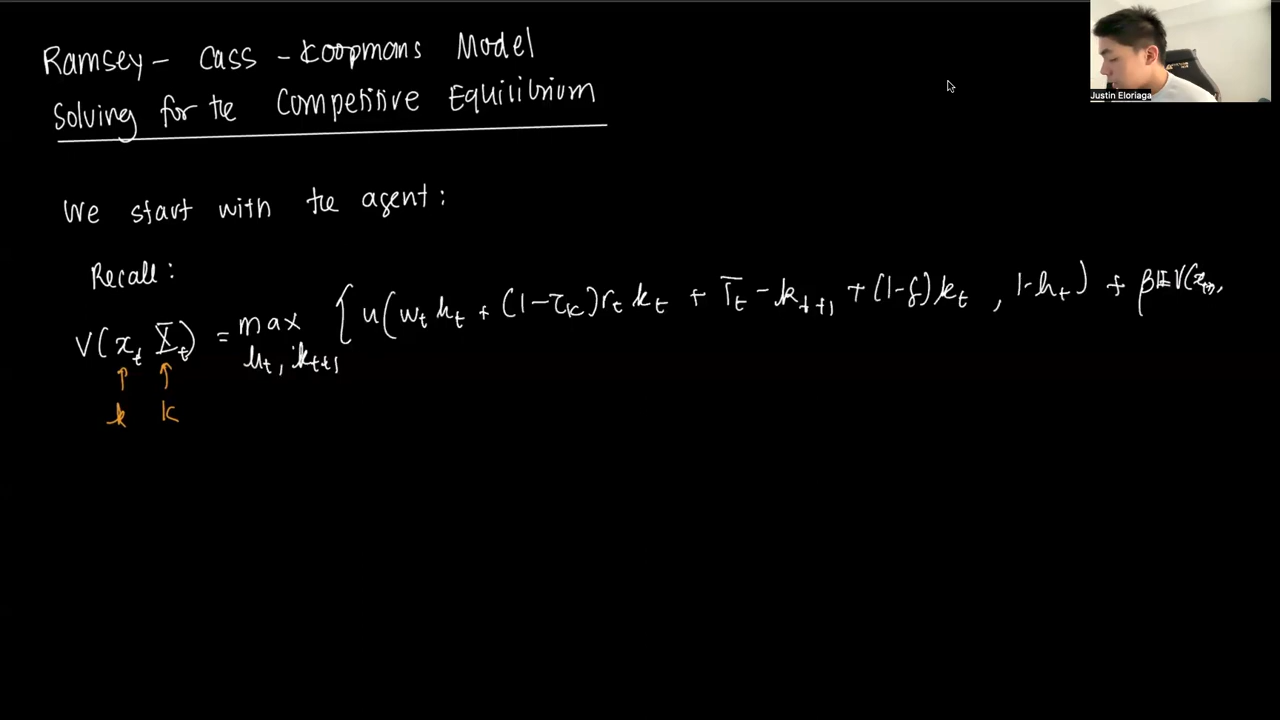 Ramsey - Cass - Koopmans Model
Solving for the Competitive Equilibrium
Justin Eloriaga
We start with the agent :
Recall :
V(x_t X_t) = max_{h_t, k_{t+1}} { u(w_t h_t + (1-τ_k) r_t k_t + T_t - k_{t+1} + (1-δ)k_t , 1-h_t) + β𝔼V(x_{t+1},
↑ ↑
k K